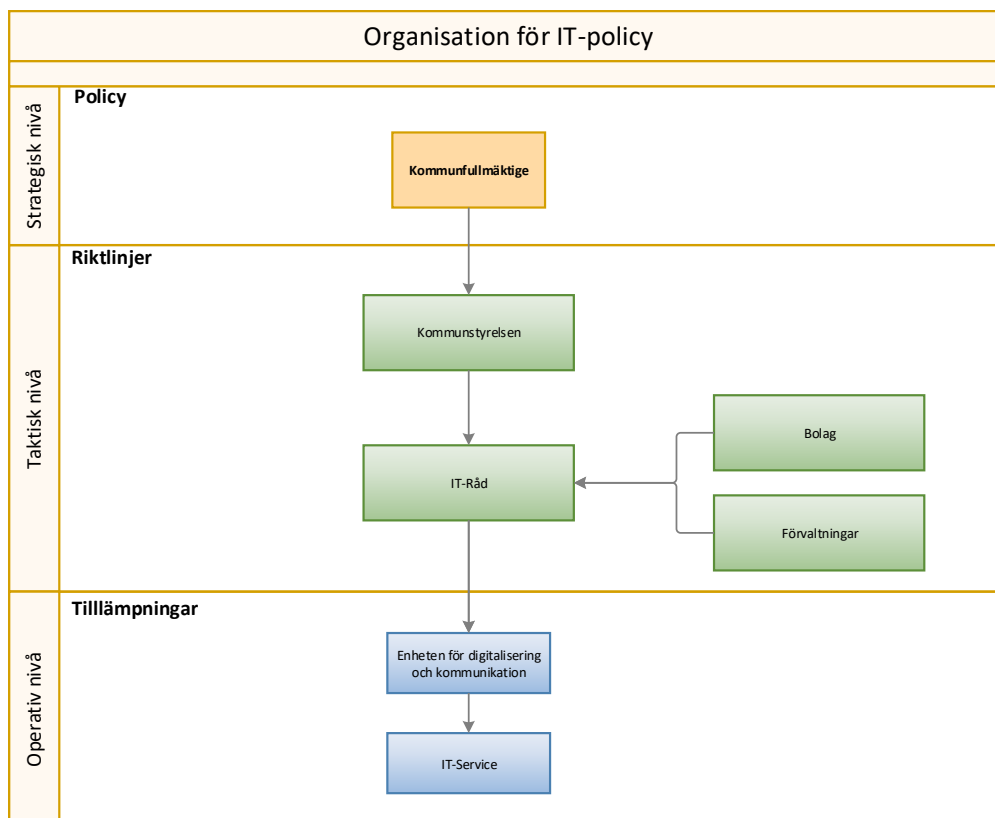 Organisation för IT-policy
Strategisk nivå
Policy
Kommunfullmäktige
Taktisk nivå
Riktlinjer
Kommunstyrelsen
IT-Råd
Bolag
Förvaltningar
Operativ nivå
Tilllämpningar
Enheten för digitalisering
och kommunikation
IT-Service